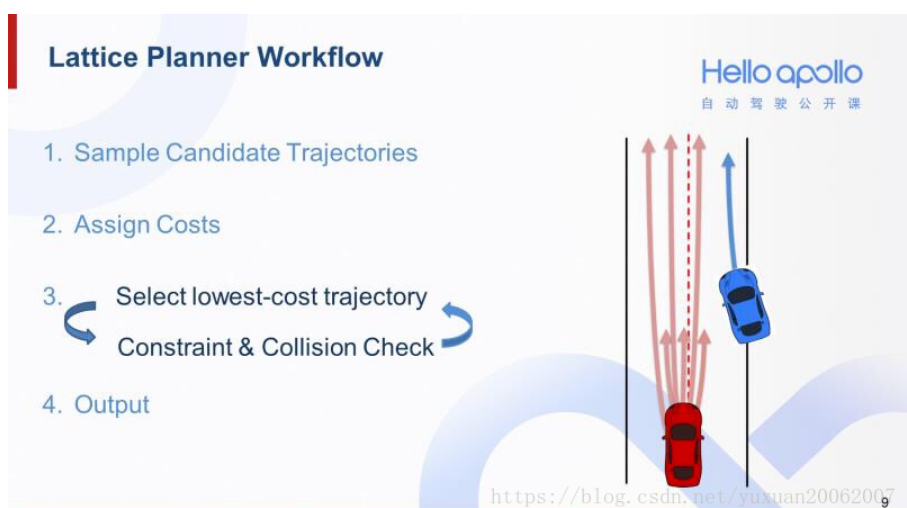 Lattice Planner Workflow
Hello apollo
自动驾驶公开课
1. Sample Candidate Trajectories
2. Assign Costs
3. Select lowest-cost trajectory
Constraint & Collision Check
4. Output
https://blog.csdn.net/yuxuan20062007
9